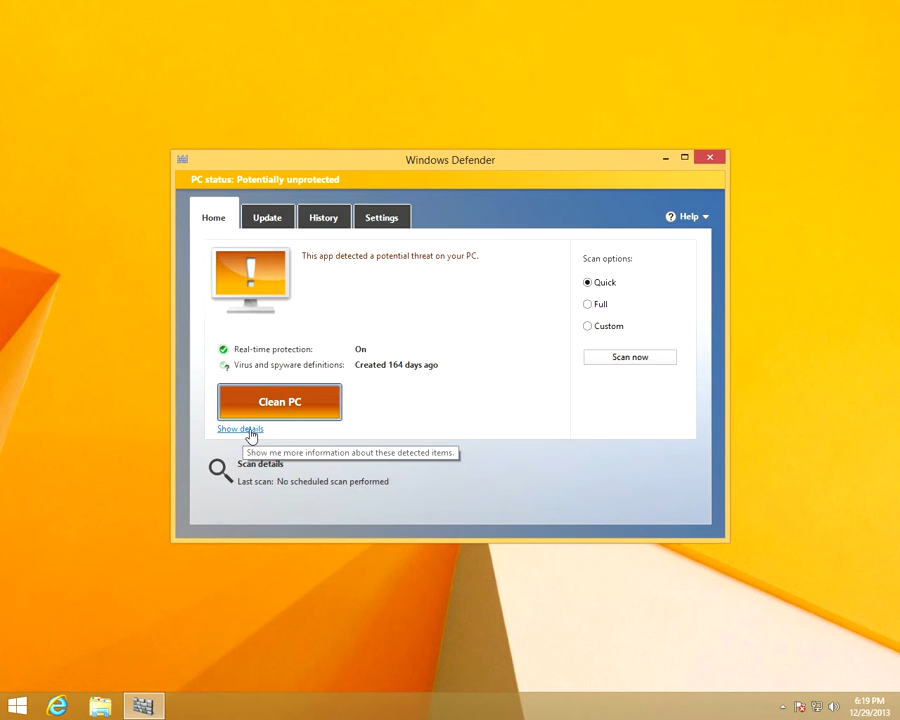 Windows Defender
PC status: Potentially unprotected
Home
Update
History
Settings
Help
This app detected a potential threat on your PC.
Scan options:
Quick
Full
Custom
Scan now
Real-time protection: On
Virus and spyware definitions: Created 164 days ago
Clean PC
Show details
Show me more information about these detected items.
Scan details
Last scan: No scheduled scan performed
6:19 PM
12/29/2013